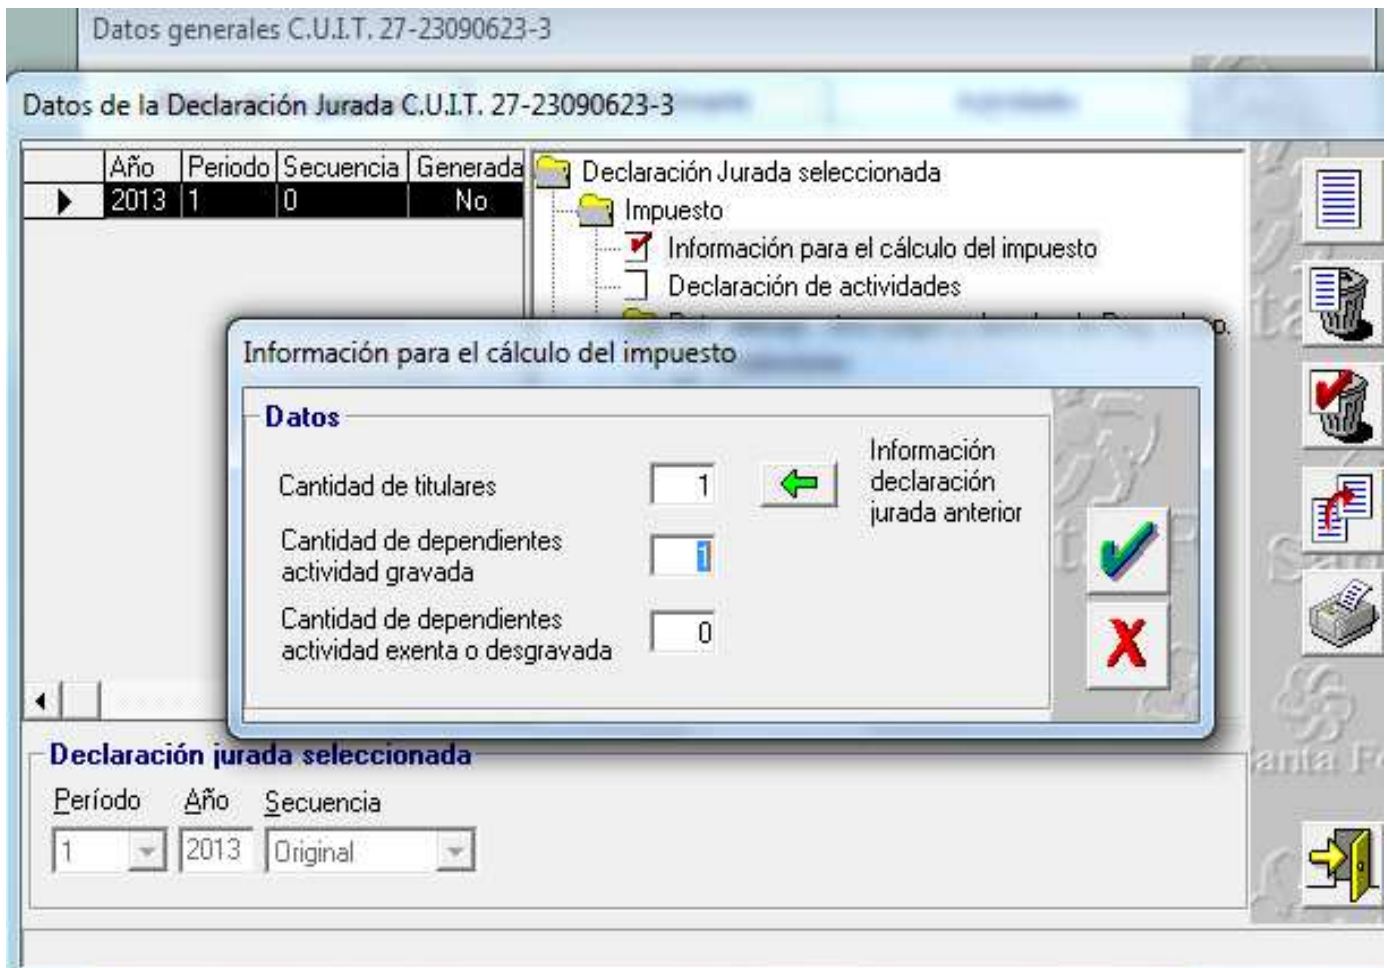 Datos generales C.U.I.T. 27-23090623-3
Datos de la Declaración Jurada C.U.I.T. 27-23090623-3
Año Periodo Secuencia Generada
2013 1 0 No
Declaración Jurada seleccionada
Impuesto
Información para el cálculo del impuesto
Declaración de actividades
Información para el cálculo del impuesto
Datos
Cantidad de titulares 1
Información
declaración
jurada anterior
Cantidad de dependientes
actividad gravada 1
Cantidad de dependientes
actividad exenta o desgravada 0
Declaración jurada seleccionada
Período Año Secuencia
1 2013 Original